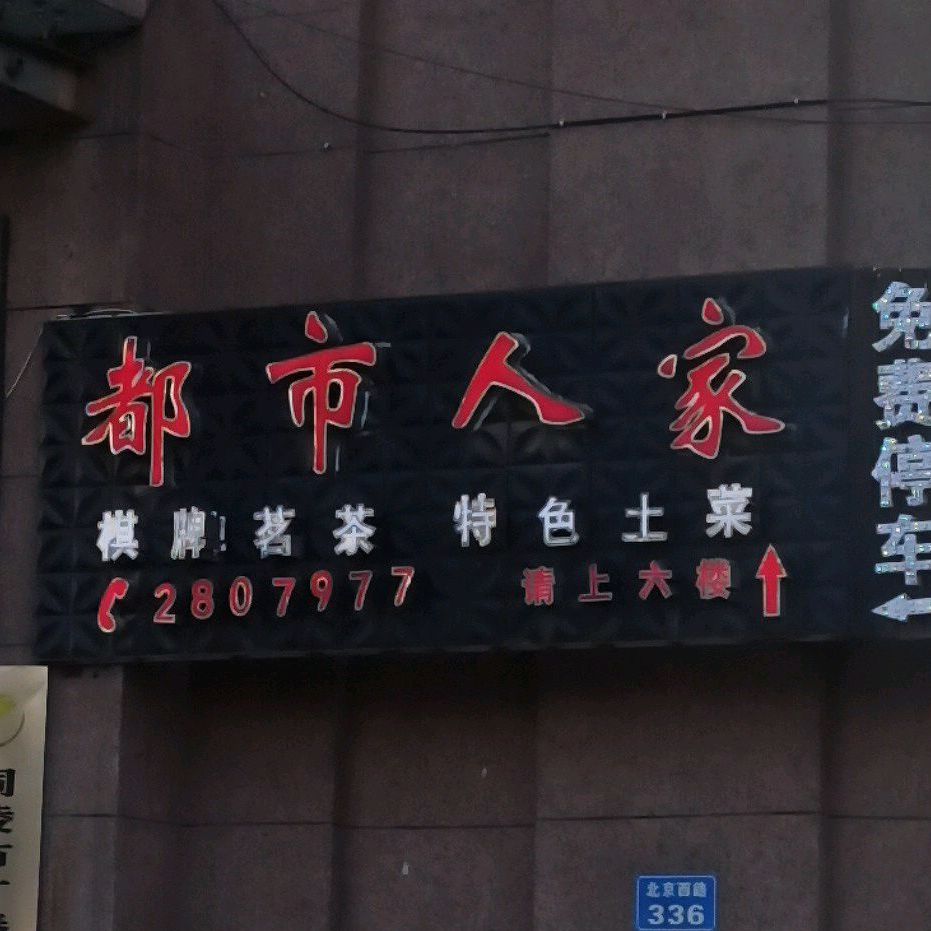 都市人家
棋牌 茗茶 特色土菜
2807977 请上六楼
免费停车
北京西路
336